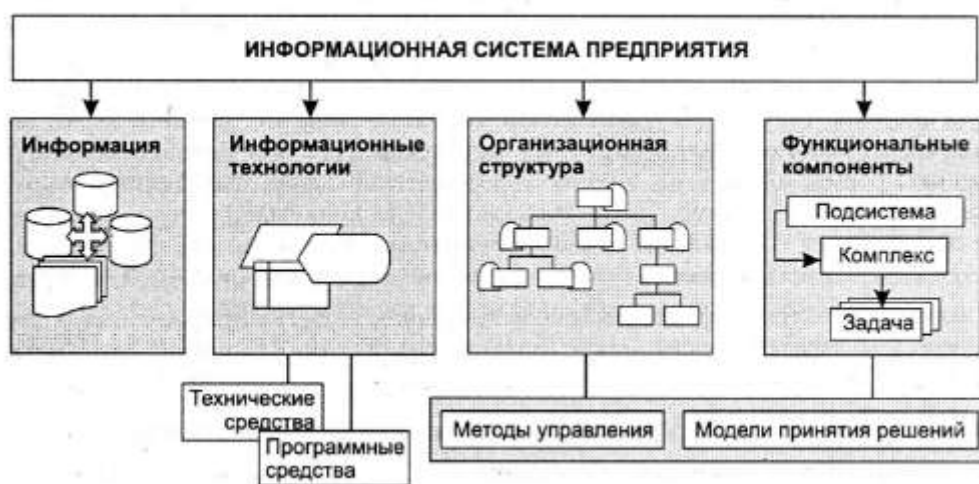 ИНФОРМАЦИОННАЯ СИСТЕМА ПРЕДПРИЯТИЯ
Информация
Информационные
технологии
Организационная
структура
Функциональные
компоненты
Подсистема
Комплекс
Задача
Технические
средства
Программные
средства
Методы управления
Модели принятия решений